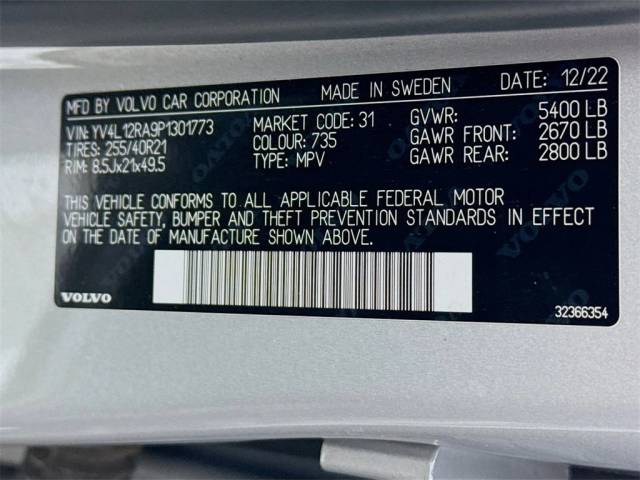 MFD BY VOLVO CAR CORPORATION MADE IN SWEDEN DATE: 12/22
VIN: YV4L12RA9P1301773 MARKET CODE: 31 GVWR: 5400 LB
TIRES: 255/40R21 COLOUR: 735 GAWR FRONT: 2670 LB
RIM: 8.5Jx21x49.5 TYPE: MPV GAWR REAR: 2800 LB
THIS VEHICLE CONFORMS TO ALL APPLICABLE FEDERAL MOTOR
VEHICLE SAFETY, BUMPER AND THEFT PREVENTION STANDARDS IN EFFECT
ON THE DATE OF MANUFACTURE SHOWN ABOVE.
VOLVO 32366354